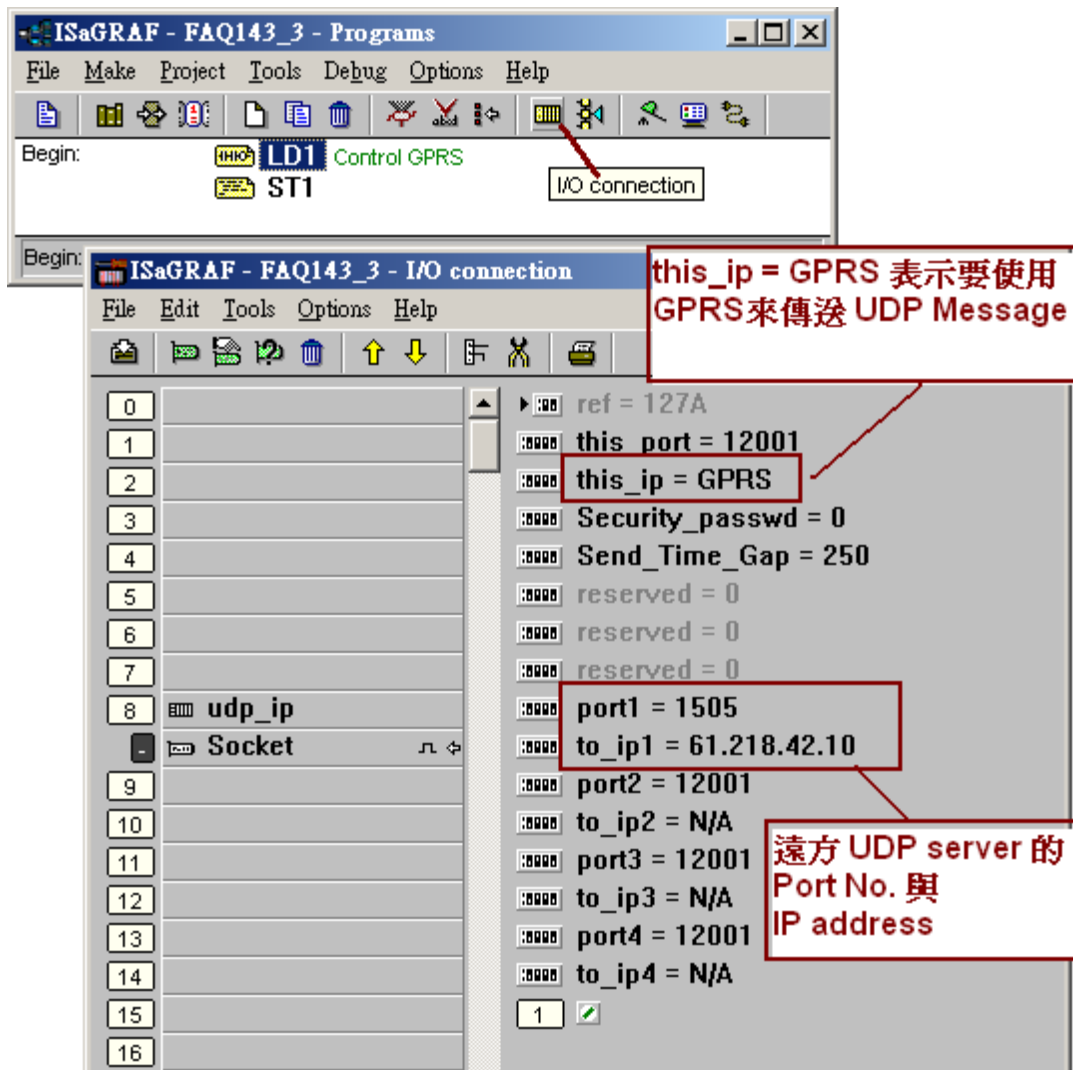 ISaGRAF - FAQ143_3 - Programs
File Make Project Tools Debug Options Help
Begin:
LD1 Control GPRS
ST1
I/O connection
Begin:
ISaGRAF - FAQ143_3 - I/O connection
File Edit Tools Options Help
this_ip = GPRS 表示要使用
GPRS來傳送 UDP Message
0
1
2
3
4
5
6
7
8 udp_ip
- Socket
9
10
11
12
13
14
15
16
ref = 127A
this_port = 12001
this_ip = GPRS
Security_passwd = 0
Send_Time_Gap = 250
reserved = 0
reserved = 0
reserved = 0
port1 = 1505
to_ip1 = 61.218.42.10
port2 = 12001
to_ip2 = N/A
port3 = 12001
to_ip3 = N/A
port4 = 12001
to_ip4 = N/A
1
遠方 UDP server 的
Port No. 與
IP address